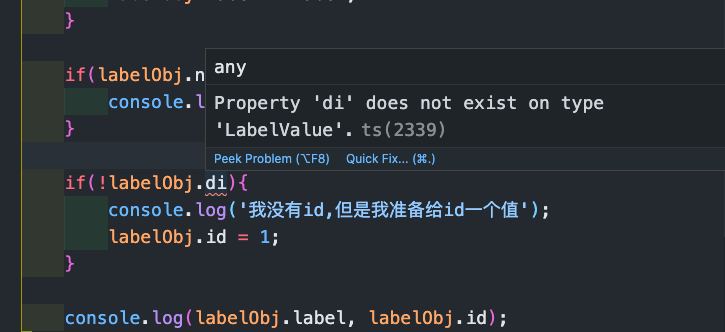 }
if(labelObj.n
console.l
}
any
Property 'di' does not exist on type
'LabelValue'. ts(2339)
Peek Problem (⌥F8) Quick Fix... (⌘.)
if(!labelObj.di){
console.log('我没有id,但是我准备给id一个值');
labelObj.id = 1;
}
console.log(labelObj.label, labelObj.id);